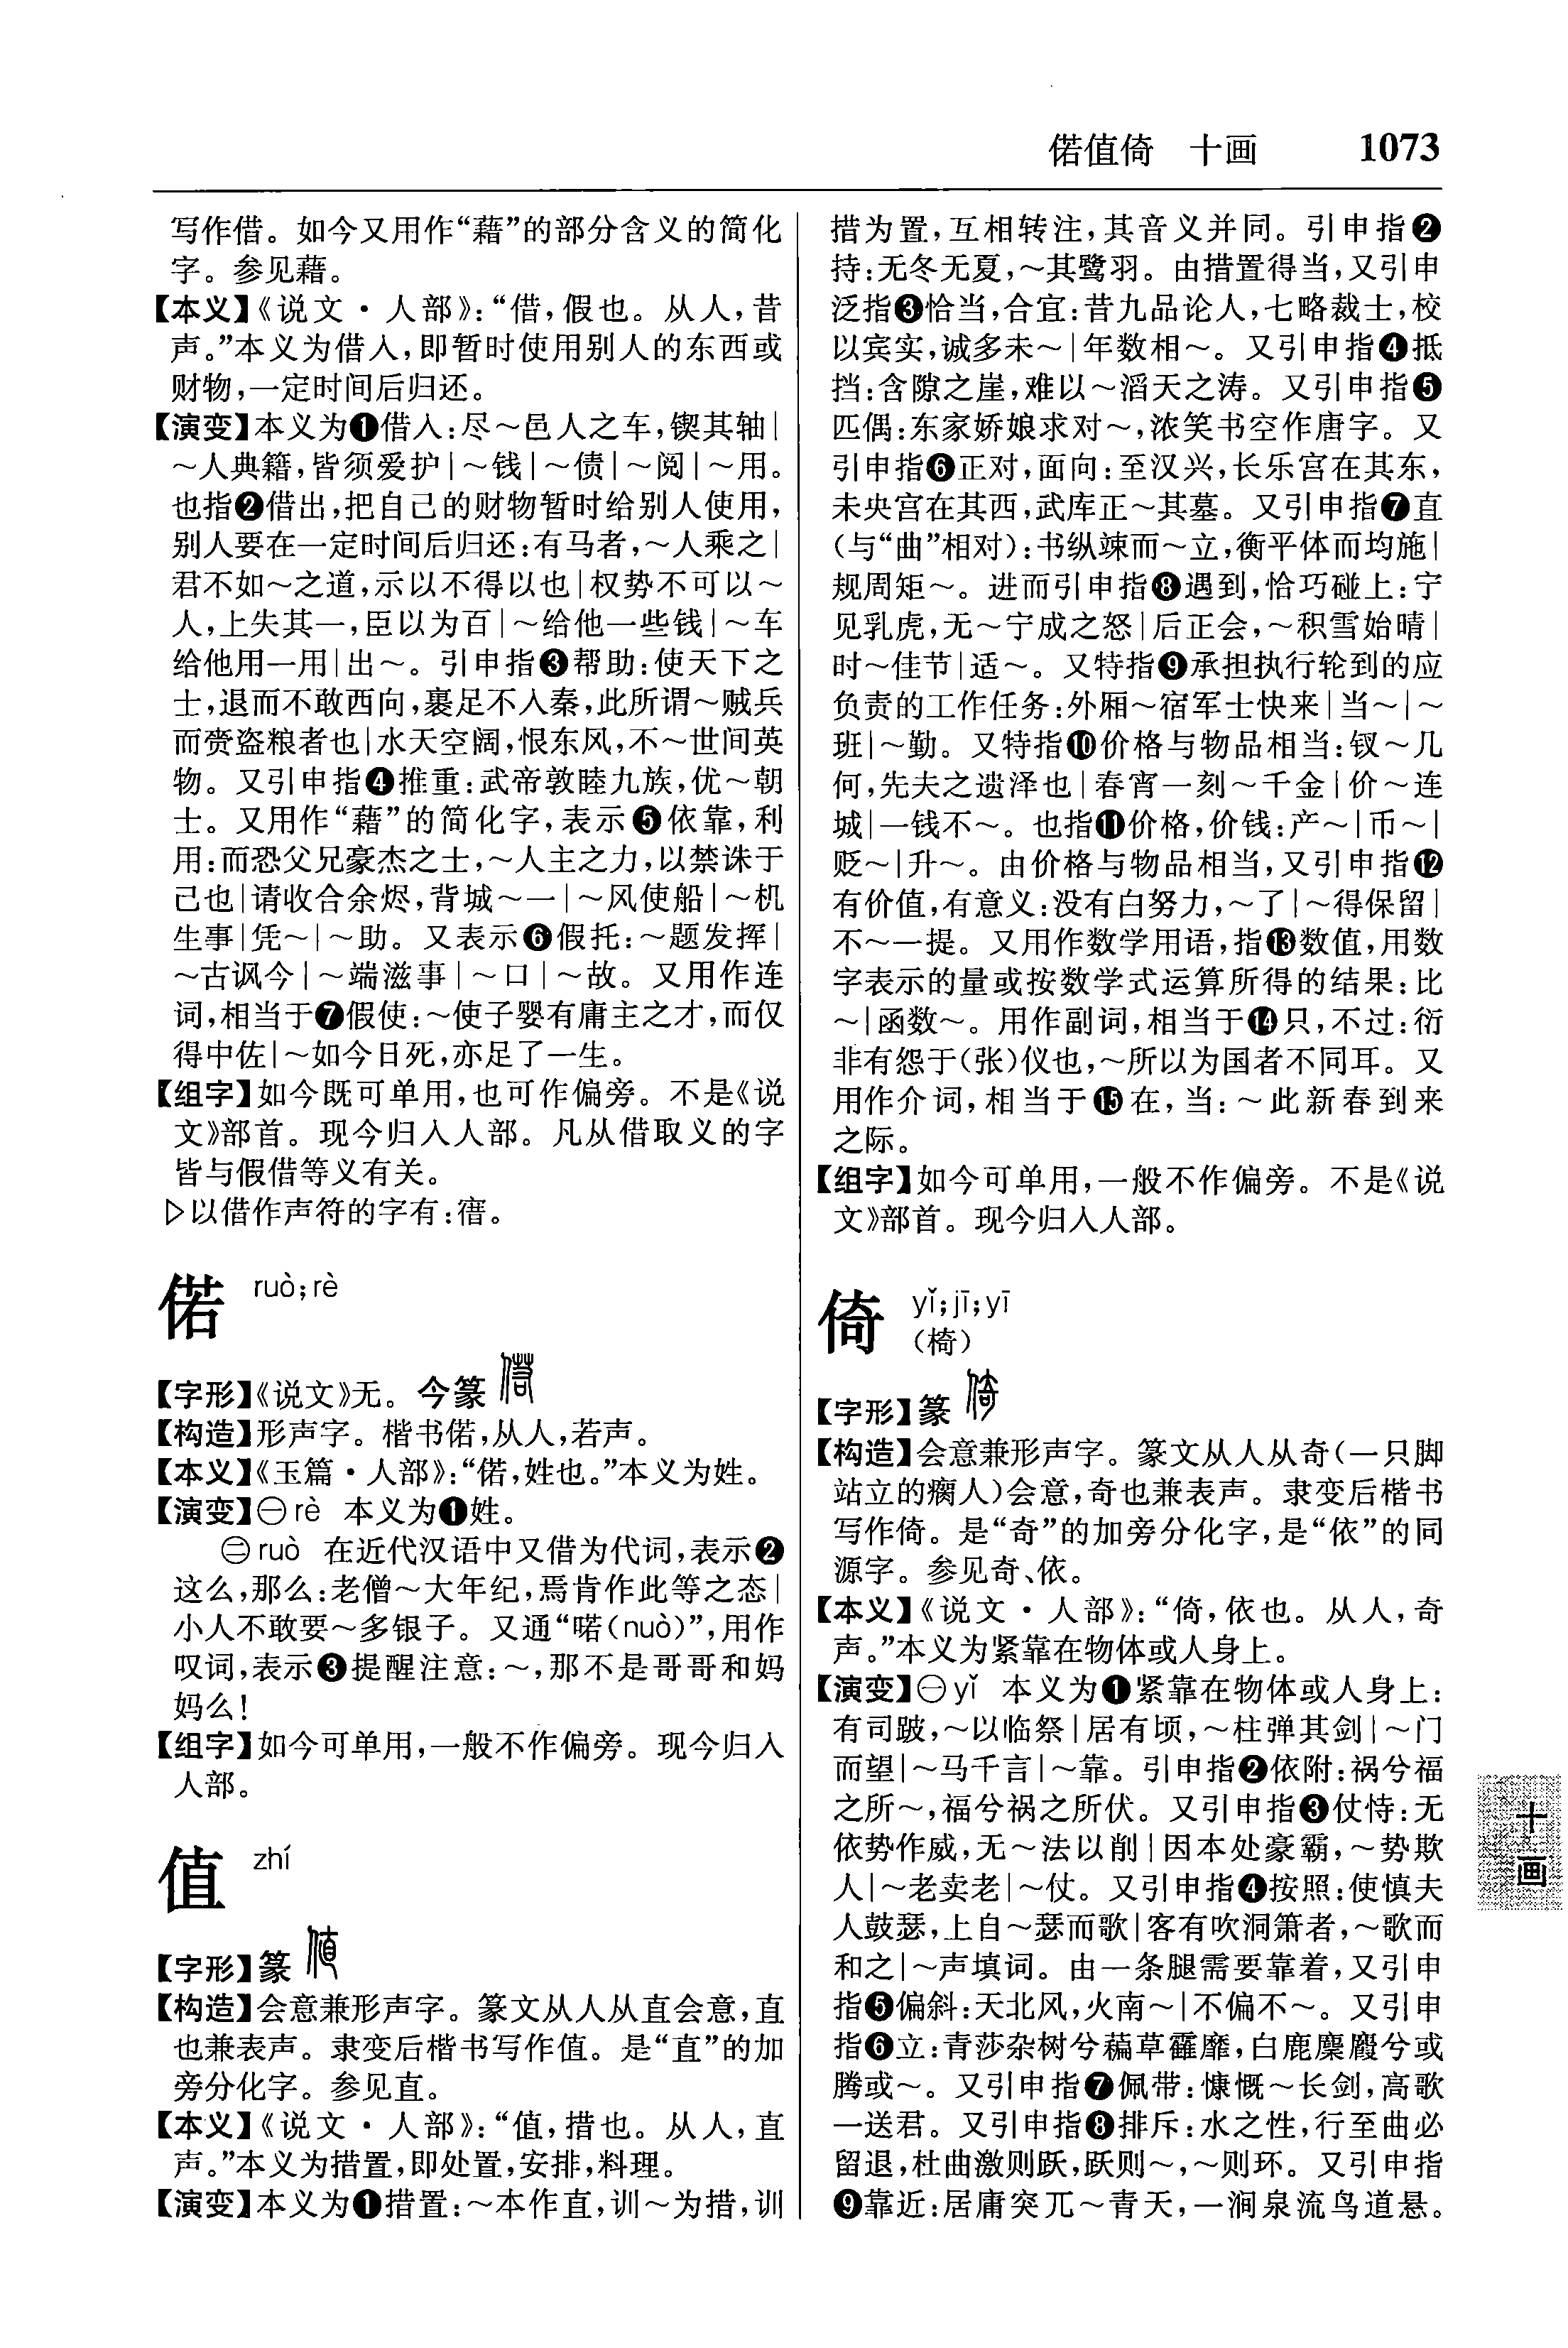 偌值倚　十画　1073
写作借。如今又用作“藉”的部分含义的简化
字。参见藉。
【本义】《说文・人部》：“借，假也。从人，昔
声。”本义为借入，即暂时使用别人的东西或
财物，一定时间后归还。
【演变】本义为❶借入：尽～邑人之车，锲其轴｜
～人典籍，皆须爱护｜～钱｜～债｜～阅｜～用。
也指❷借出，把自己的财物暂时给别人使用，
别人要在一定时间后归还：有马者，～人乘之｜
君不如～之道，示以不得以也｜权势不可以～
人，上失其一，臣以为百｜～给他一些钱｜～车
给他用一用｜出～。引申指❸帮助：使天下之
士，退而不敢西向，裹足不入秦，此所谓～贼兵
而赍盗粮者也｜水天空阔，恨东风，不～世间英
物。又引申指❹推重：武帝敦睦九族，优～朝
士。又用作“藉”的简化字，表示❺依靠，利
用：而恐父兄豪杰之士，～人主之力，以禁诛于
己也｜请收合余烬，背城～一｜～风使船｜～机
生事｜凭～｜～助。又表示❻假托：～题发挥｜
～古讽今｜～端滋事｜～口｜～故。又用作连
词，相当于❼假使：～使子婴有庸主之才，而仅
得中佐｜～如今日死，亦足了一生。
【组字】如今既可单用，也可作偏旁。不是《说
文》部首。现今归入人部。凡从借取义的字
皆与假借等义有关。
▷以借作声符的字有：徣。
偌 ruò；rè
【字形】《说文》无。今篆
【构造】形声字。楷书偌，从人，若声。
【本义】《玉篇・人部》：“偌，姓也。”本义为姓。
【演变】㊀rè 本义为❶姓。
㊁ruò 在近代汉语中又借为代词，表示❷
这么，那么：老僧～大年纪，焉肯作此等之态｜
小人不敢要～多银子。又通“喏（nuò）”，用作
叹词，表示❸提醒注意：～，那不是哥哥和妈
妈么！
【组字】如今可单用，一般不作偏旁。现今归入
人部。
值 zhí
【字形】篆
【构造】会意兼形声字。篆文从人从直会意，直
也兼表声。隶变后楷书写作值。是“直”的加
旁分化字。参见直。
【本义】《说文・人部》：“值，措也。从人，直
声。”本义为措置，即处置，安排，料理。
【演变】本义为❶措置：～本作直，训～为措，训
措为置，互相转注，其音义并同。引申指❷
持：无冬无夏，～其鹭羽。由措置得当，又引申
泛指❸恰当，合宜：昔九品论人，七略裁士，校
以宾实，诚多未～｜年数相～。又引申指❹抵
挡：含隙之崖，难以～滔天之涛。又引申指❺
匹偶：东家娇娘求对～，浓笑书空作唐字。又
引申指❻正对，面向：至汉兴，长乐宫在其东，
未央宫在其西，武库正～其墓。又引申指❼直
（与“曲”相对）：书纵竦而～立，衡平体而均施｜
规周矩～。进而引申指❽遇到，恰巧碰上：宁
见乳虎，无～宁成之怒｜后正会，～积雪始晴｜
时～佳节｜适～。又特指❾承担执行轮到的应
负责的工作任务：外厢～宿军士快来｜当～｜～
班｜～勤。又特指❿价格与物品相当：钗～几
何，先夫之遗泽也｜春宵一刻～千金｜价～连
城｜一钱不～。也指⓫价格，价钱：产～｜币～｜
贬～｜升～。由价格与物品相当，又引申指⓬
有价值，有意义：没有白努力，～了｜～得保留｜
不～一提。又用作数学用语，指⓭数值，用数
字表示的量或按数学式运算所得的结果：比
～｜函数～。用作副词，相当于⓮只，不过：衍
非有怨于（张）仪也，～所以为国者不同耳。又
用作介词，相当于⓯在，当：～此新春到来
之际。
【组字】如今可单用，一般不作偏旁。不是《说
文》部首。现今归入人部。
倚 yǐ；jī；yī
（椅）
【字形】篆
【构造】会意兼形声字。篆文从人从奇（一只脚
站立的瘸人）会意，奇也兼表声。隶变后楷书
写作倚。是“奇”的加旁分化字，是“依”的同
源字。参见奇、依。
【本义】《说文・人部》：“倚，依也。从人，奇
声。”本义为紧靠在物体或人身上。
【演变】㊀yǐ 本义为❶紧靠在物体或人身上：
有司跛，～以临祭｜居有顷，～柱弹其剑｜～门
而望｜～马千言｜～靠。引申指❷依附：祸兮福
之所～，福兮祸之所伏。又引申指❸仗恃：无
依势作威，无～法以削｜因本处豪霸，～势欺
人｜～老卖老｜～仗。又引申指❹按照：使慎夫
人鼓瑟，上自～瑟而歌｜客有吹洞箫者，～歌而
和之｜～声填词。由一条腿需要靠着，又引申
指❺偏斜：天北风，火南～｜不偏不～。又引申
指❻立：青莎杂树兮薠草靃靡，白鹿麇麚兮或
腾或～。又引申指❼佩带：慷慨～长剑，高歌
一送君。又引申指❽排斥：水之性，行至曲必
留退，杜曲激则跃，跃则～，～则环。又引申指
❾靠近：居庸突兀～青天，一涧泉流鸟道悬。
十画